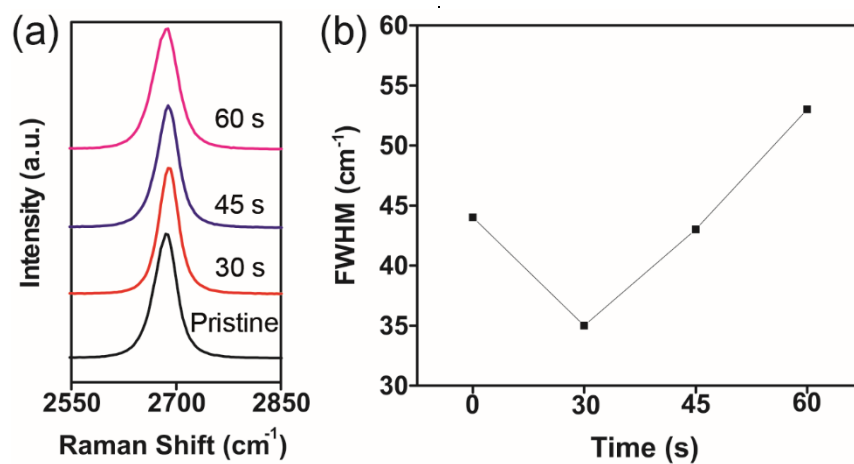 (a)
Intensity (a.u.)
60 s
45 s
30 s
Pristine
2550 2700 2850
Raman Shift (cm-1)
(b)
FWHM (cm-1)
60
55
50
45
40
35
30
0 30 45 60
Time (s)